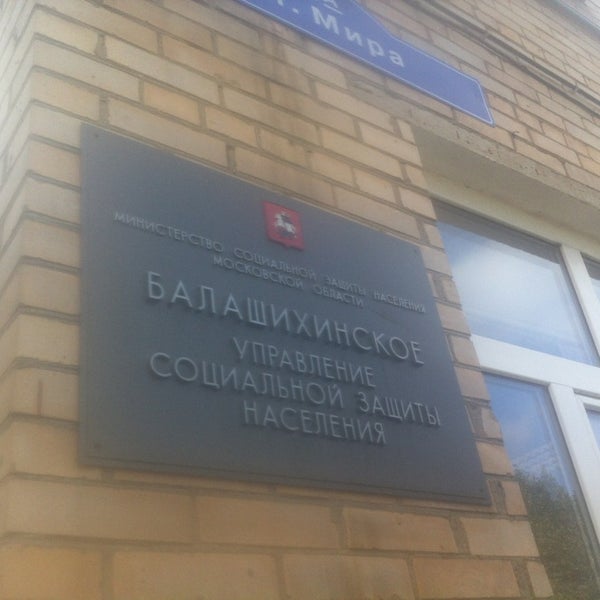 г. Мира
МИНИСТЕРСТВО СОЦИАЛЬНОЙ ЗАЩИТЫ НАСЕЛЕНИЯ
МОСКОВСКОЙ ОБЛАСТИ
БАЛАШИХИНСКОЕ
УПРАВЛЕНИЕ
СОЦИАЛЬНОЙ ЗАЩИТЫ
НАСЕЛЕНИЯ